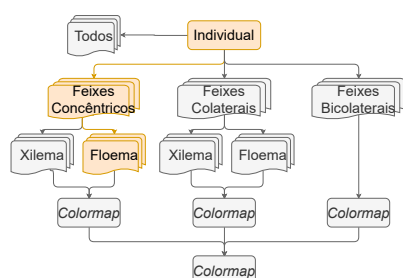 Todos
Individual
Feixes
Concêntricos
Feixes
Colaterais
Feixes
Bicolaterais
Xilema
Floema
Xilema
Floema
Colormap
Colormap
Colormap
Colormap